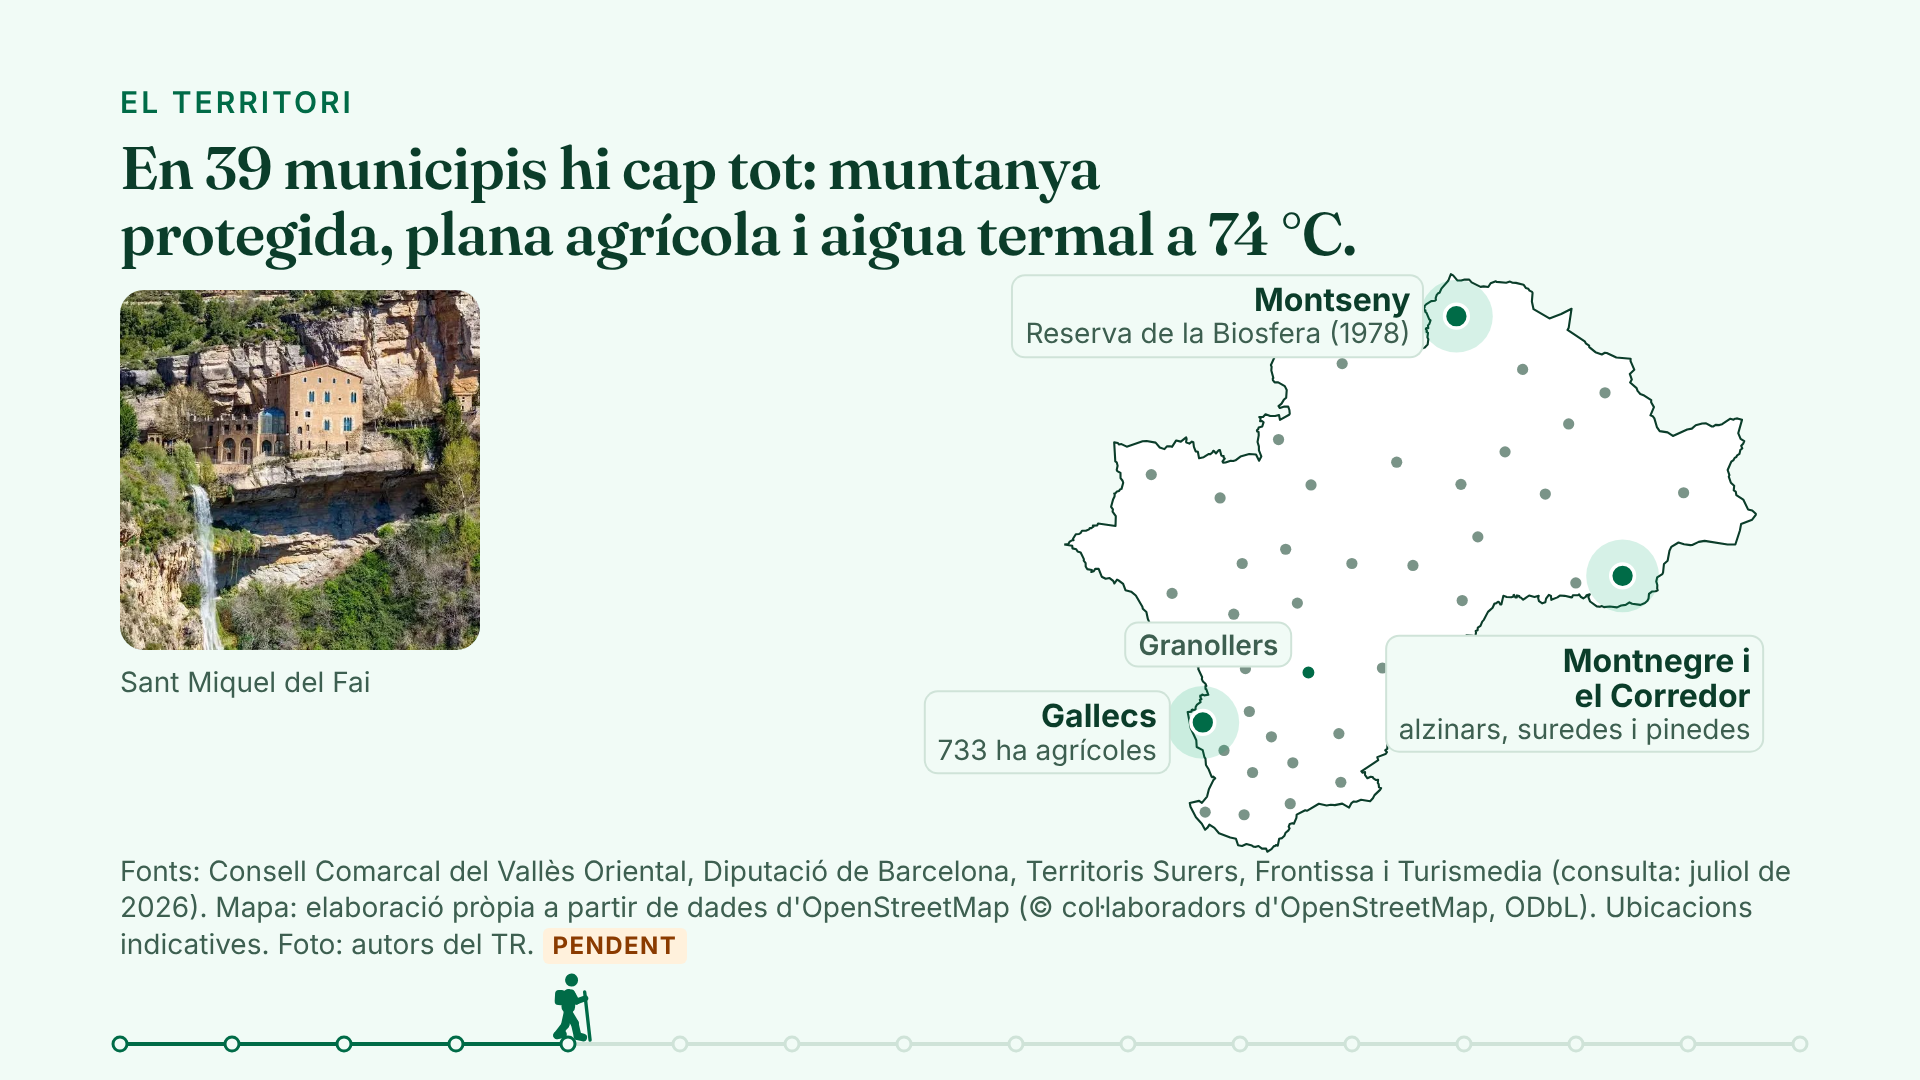 EL TERRITORI
En 39 municipis hi cap tot: muntanya
protegida, plana agrícola i aigua termal a 74 °C.
Montseny
Reserva de la Biosfera (1978)
Granollers
Montnegre i
el Corredor
alzinars, suredes i pinedes
Gallecs
733 ha agrícoles
Sant Miquel del Fai
Fonts: Consell Comarcal del Vallès Oriental, Diputació de Barcelona, Territoris Surers, Frontissa i Turismedia (consulta: juliol de
2026). Mapa: elaboració pròpia a partir de dades d'OpenStreetMap (© col·laboradors d'OpenStreetMap, ODbL). Ubicacions
indicatives. Foto: autors del TR. PENDENT